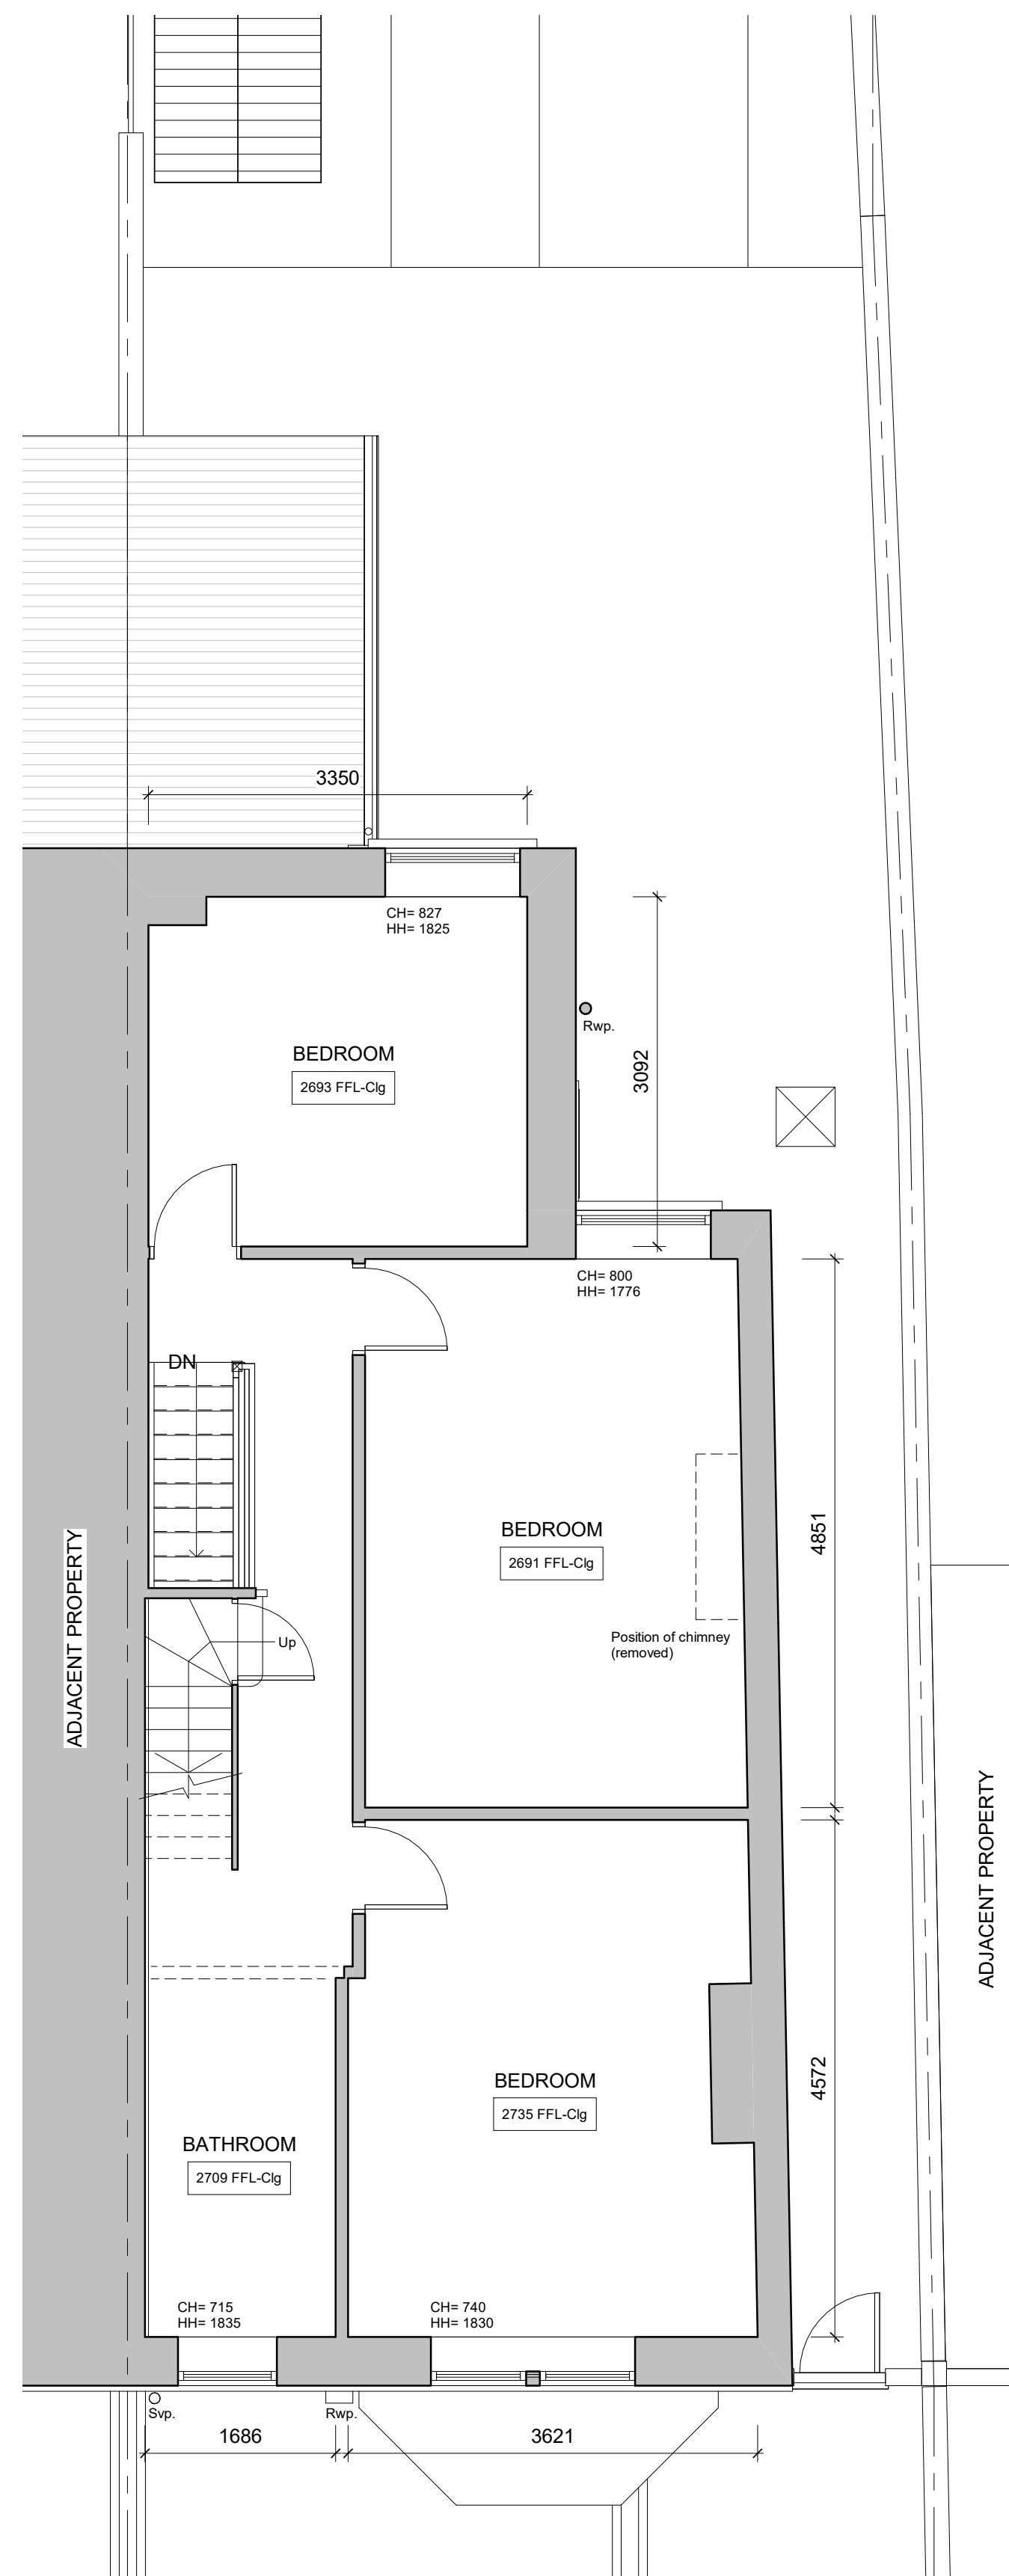 3350
CH= 827
HH= 1825
Rwp.
BEDROOM
2693 FFL-Clg
3092
CH= 800
HH= 1776
DN
BEDROOM
2691 FFL-Clg
4851
ADJACENT PROPERTY
Position of chimney
(removed)
Up
ADJACENT PROPERTY
4572
BEDROOM
2735 FFL-Clg
BATHROOM
2709 FFL-Clg
CH= 715
HH= 1835
CH= 740
HH= 1830
Svp.
Rwp.
1686
3621